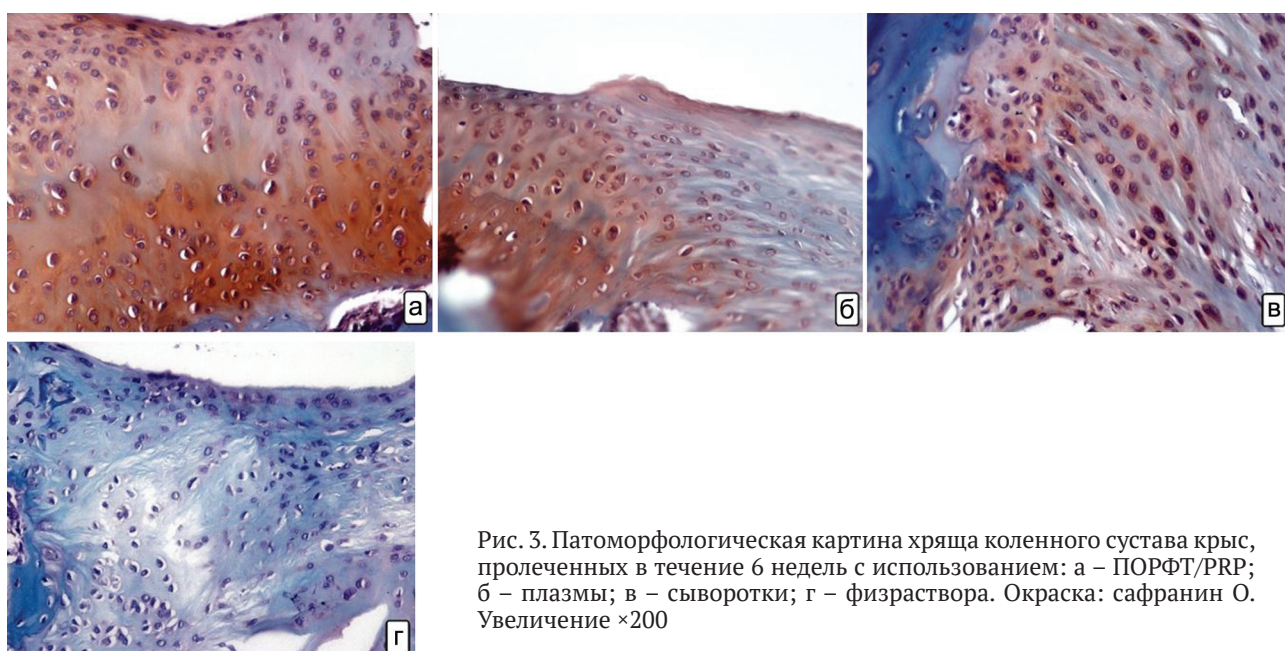 а
б
в
г
Рис. 3. Патоморфологическая картина хряща коленного сустава крыс,
пролеченных в течение 6 недель с использованием: а – ПОРФТ/PRP;
б – плазмы; в – сыворотки; г – физраствора. Окраска: сафранин О.
Увеличение ×200